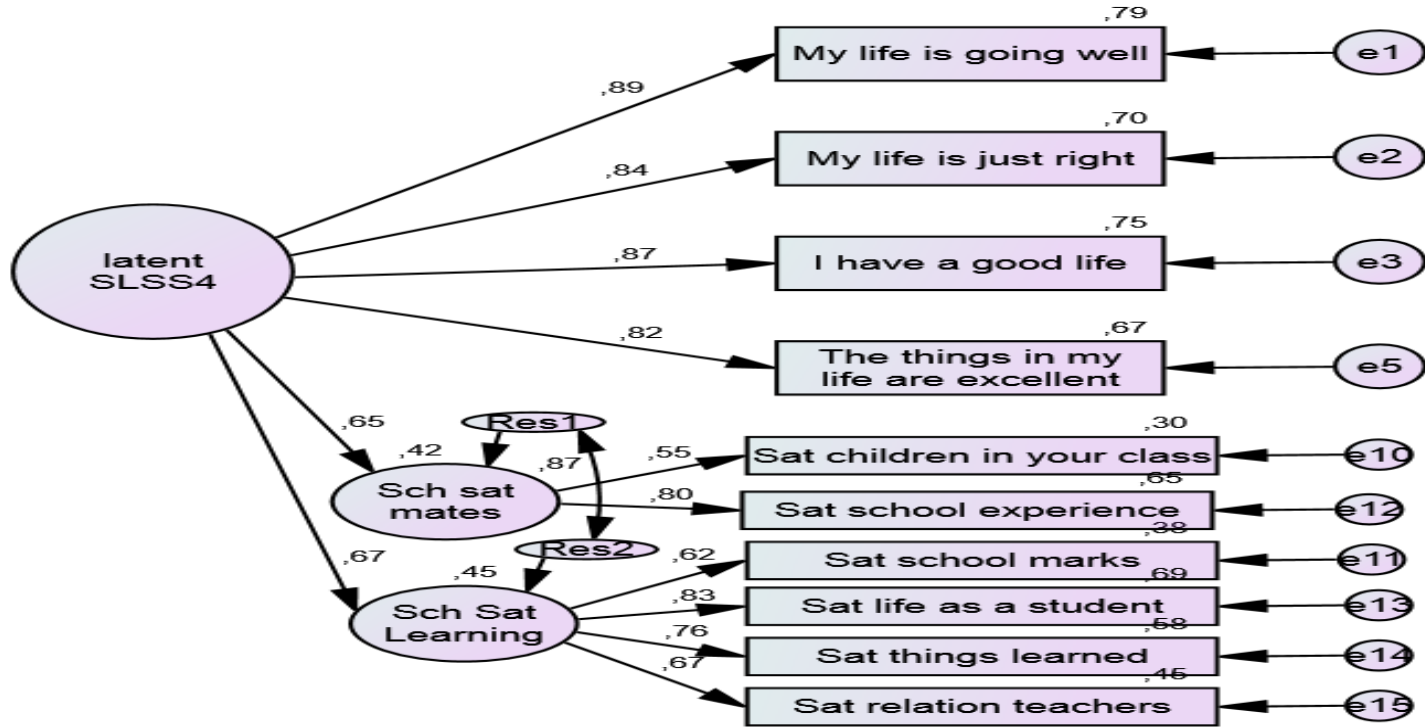 ,79
My life is going well
e1
,89
,70
My life is just right
e2
,84
,75
I have a good life
e3
,87
latent
SLSS4
,82
,67
The things in my
life are excellent
e5
,65
Res1
,42
,87
,55
,30
Sat children in your class
e10
Sch sat
mates
,80
,65
Sat school experience
e12
,67
Res2
,38
,62
Sat school marks
e11
,45
,69
,83
Sat life as a student
e13
Sch Sat
Learning
,58
,76
Sat things learned
e14
,67
,45
Sat relation teachers
e15